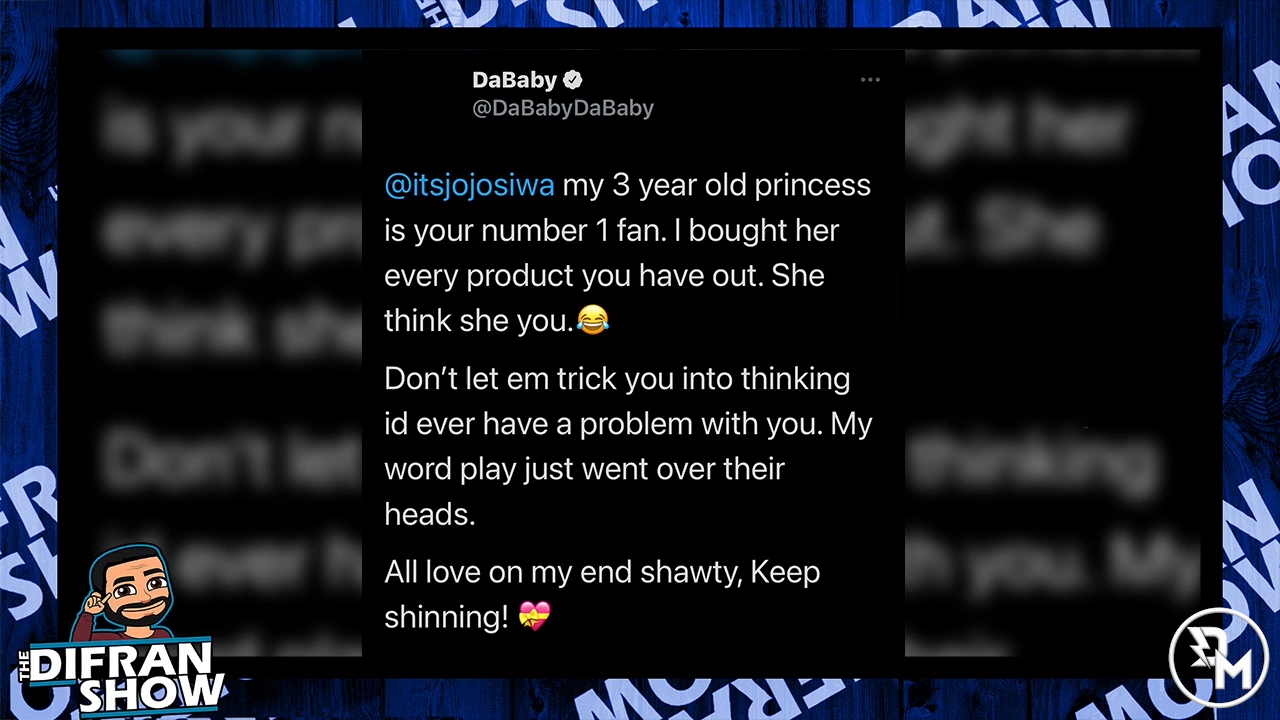 DaBaby
@DaBabyDaBaby
@itsjojosiwa my 3 year old princess
is your number 1 fan. I bought her
every product you have out. She
think she you.😂
Don’t let em trick you into thinking
id ever have a problem with you. My
word play just went over their
heads.
All love on my end shawty, Keep
shinning! 💝
THE DIFRAN
SHOW
DM